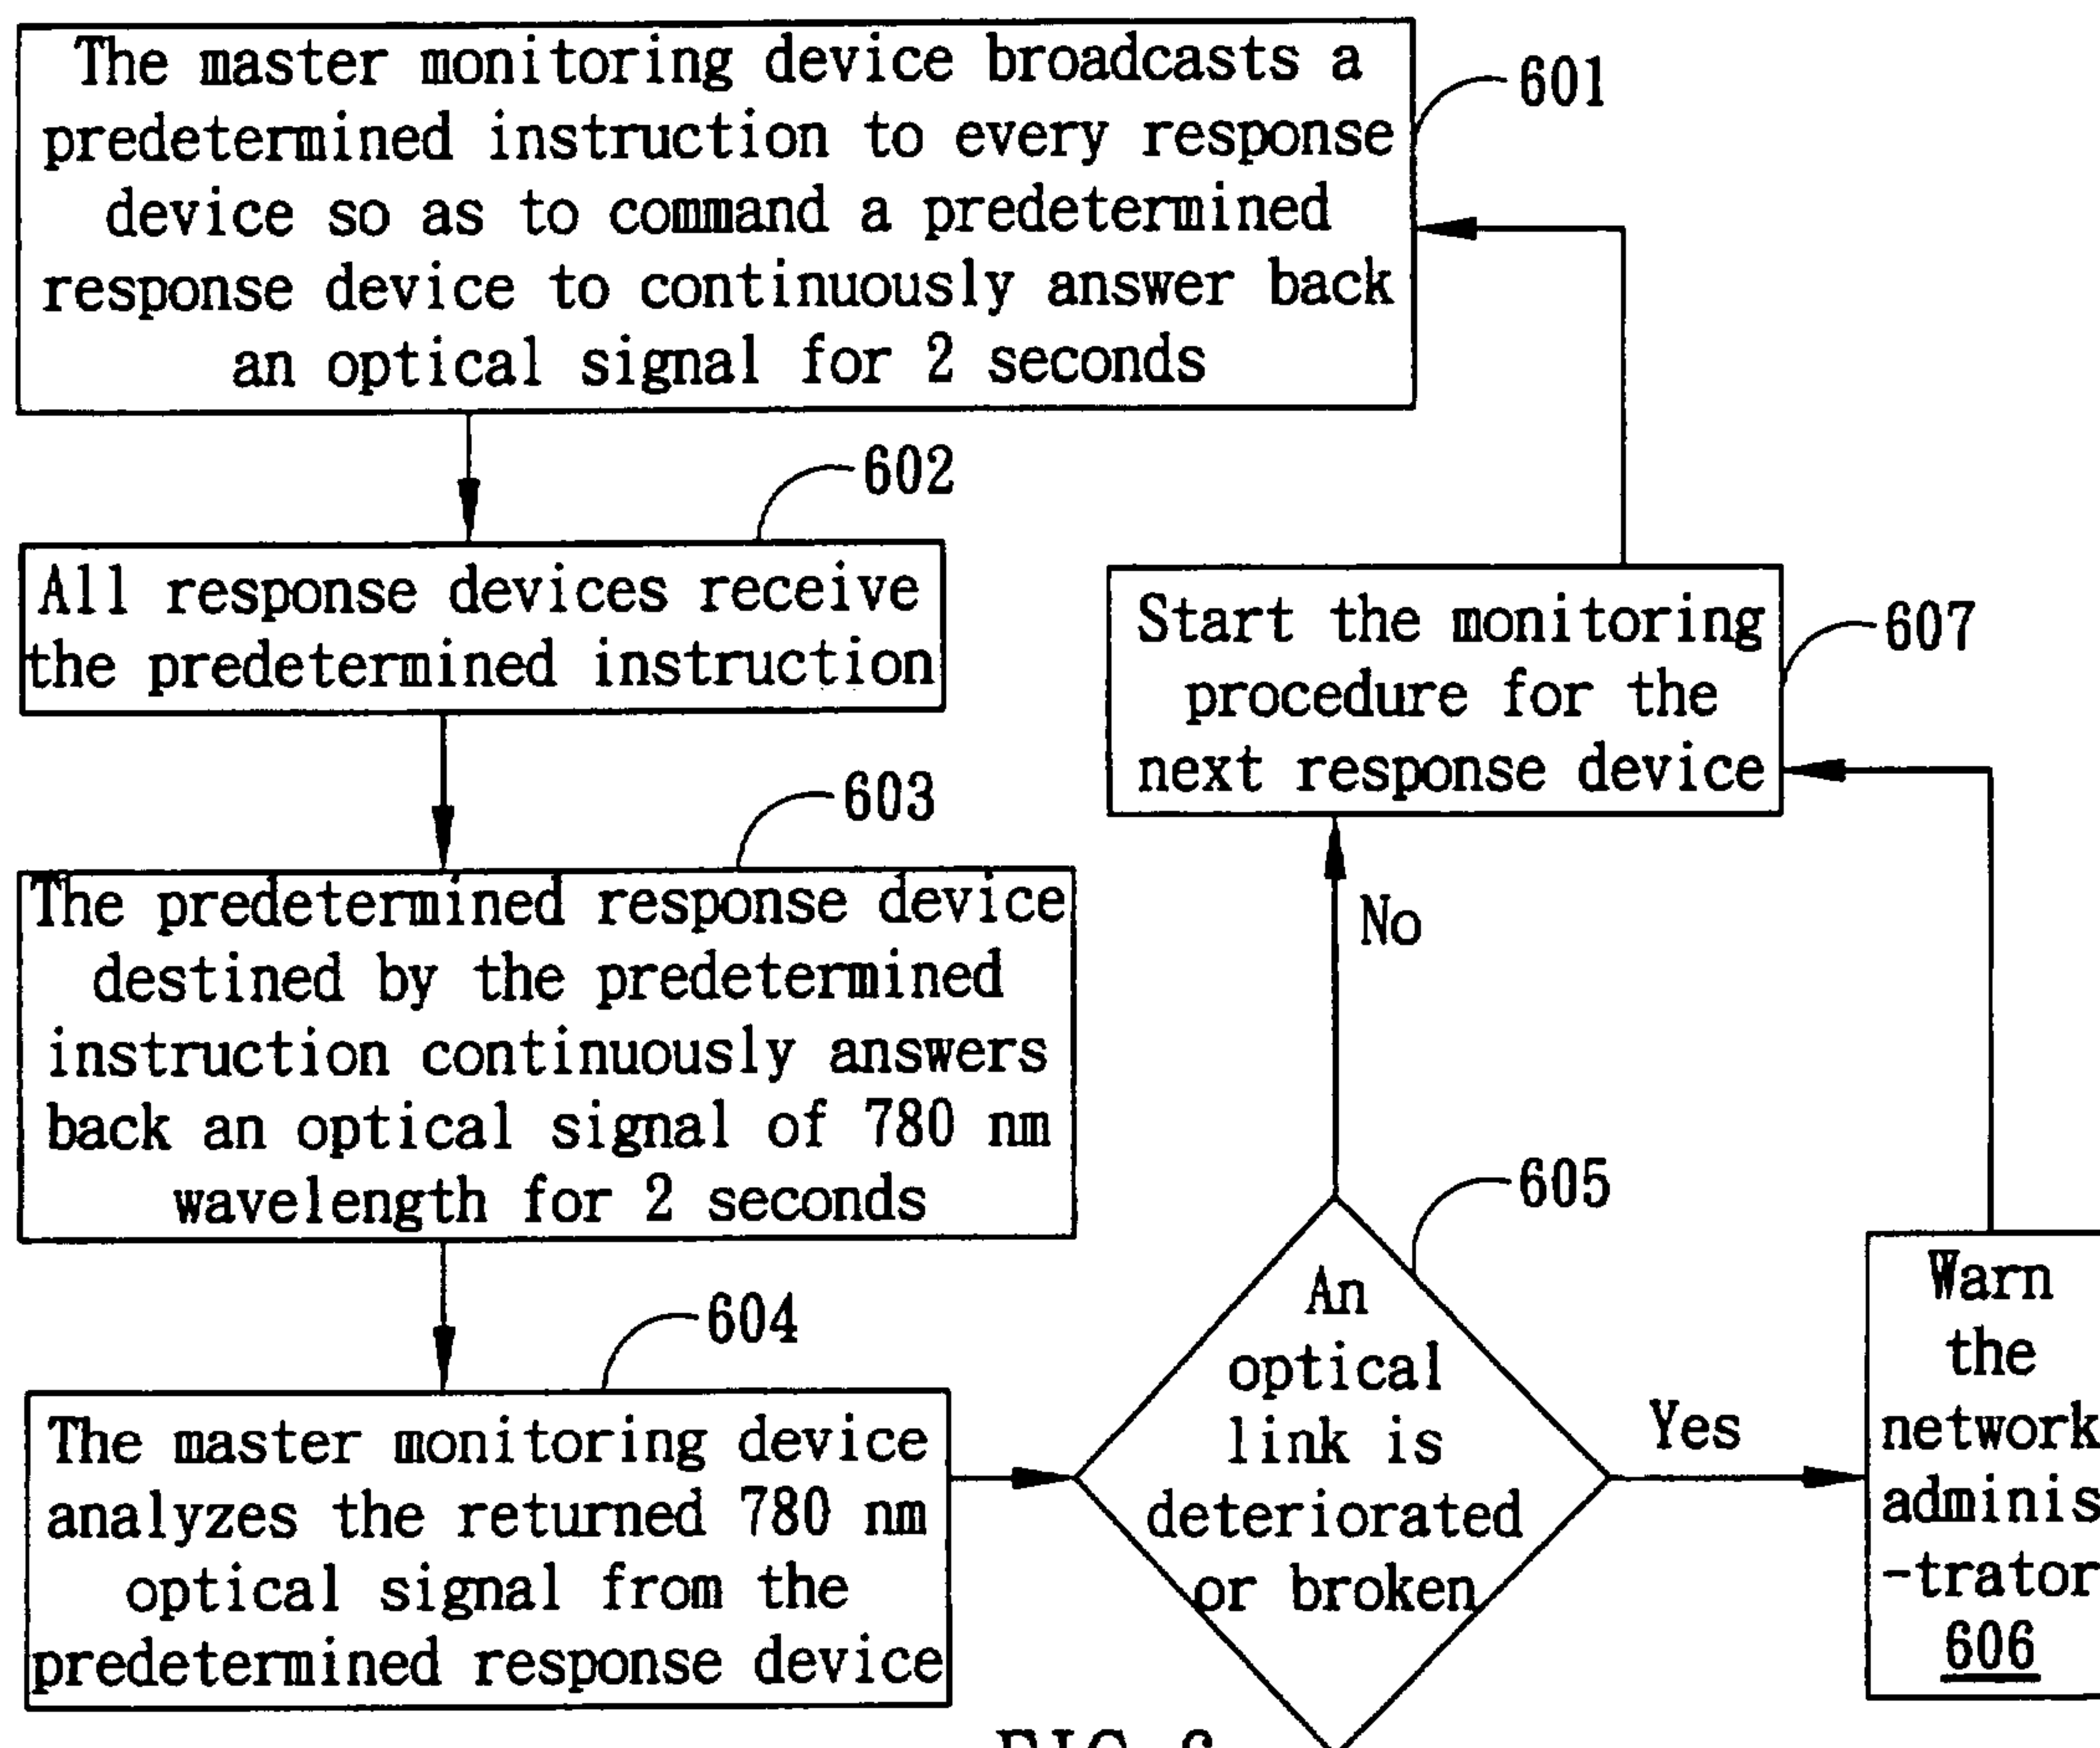 The master monitoring device broadcasts a
predetermined instruction to every response
device so as to command a predetermined
response device to continuously answer back
an optical signal for 2 seconds
601
602
All response devices receive
the predetermined instruction
603
The predetermined response device
destined by the predetermined
instruction continuously answers
back an optical signal of 780 nm
wavelength for 2 seconds
604
The master monitoring device
analyzes the returned 780 nm
optical signal from the
predetermined response device
605
An
optical
link is
deteriorated
or broken
Yes
Warn
the
network
adminis
-trator
606
No
Start the monitoring
procedure for the
next response device
607